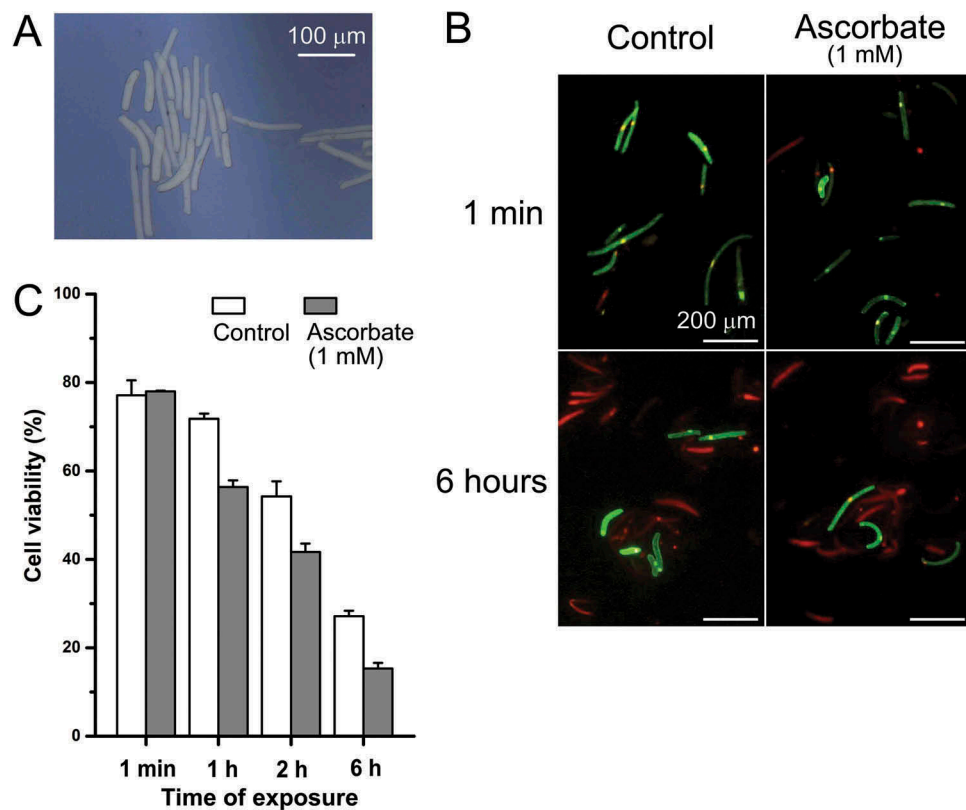 A
100 μm
B
Control
Ascorbate
(1 mM)
1 min
200 μm
6 hours
C
Control
Ascorbate
(1 mM)
Cell viability (%)
100
80
60
40
20
0
1 min 1 h 2 h 6 h
Time of exposure